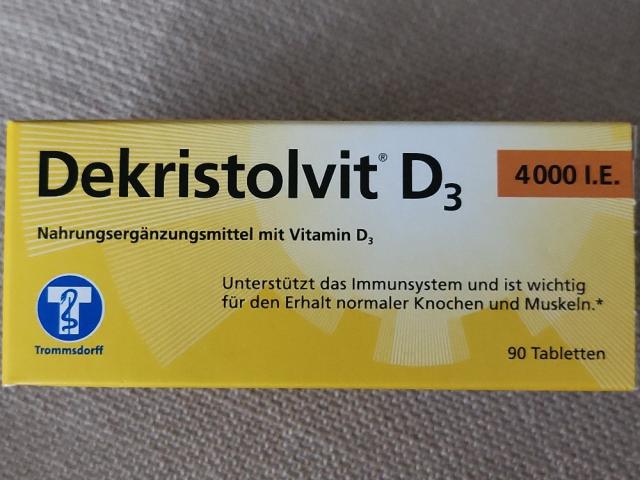 Dekristolvit® D₃
4000 I.E.
Nahrungsergänzungsmittel mit Vitamin D₃
Unterstützt das Immunsystem und ist wichtig
für den Erhalt normaler Knochen und Muskeln.*
T
Trommsdorff
90 Tabletten